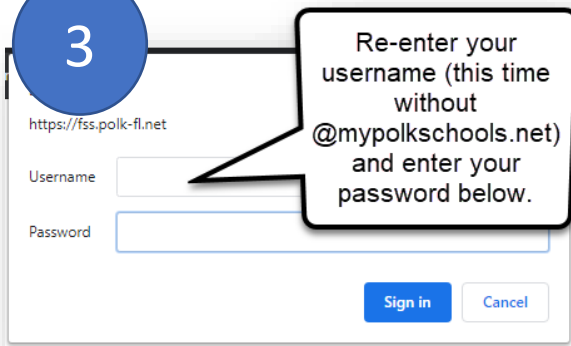 3
Re-enter your
username (this time
without
@mypolkschools.net)
and enter your
password below.
https://fss.polk-fl.net
Username
Password
Sign in
Cancel